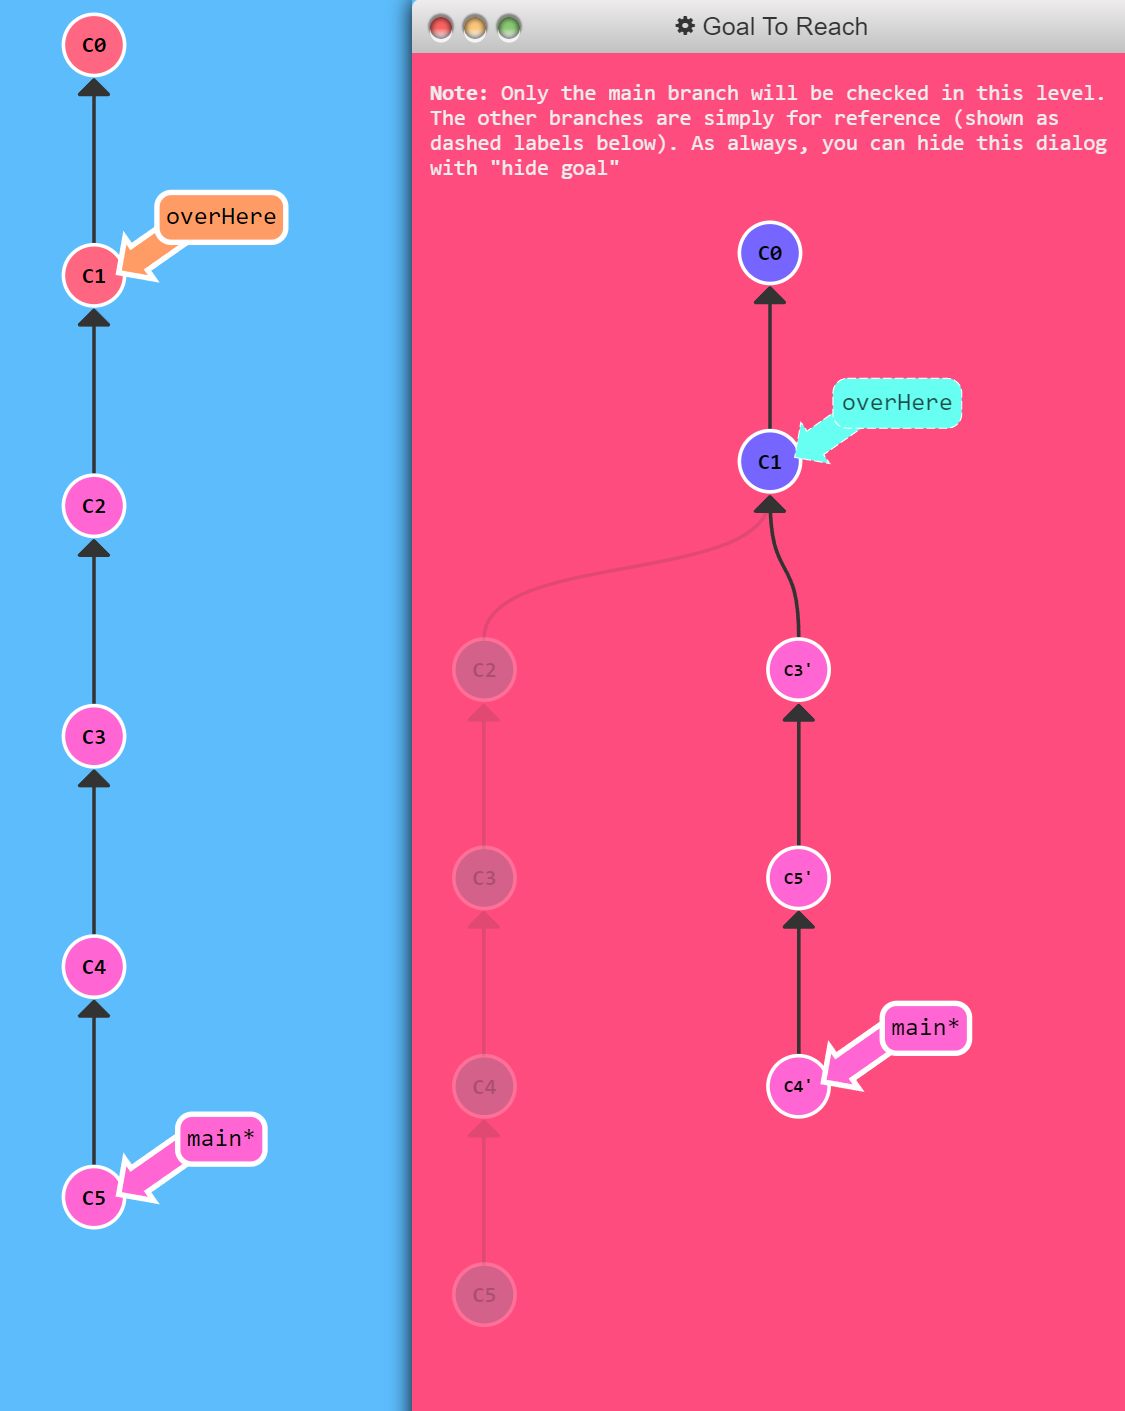 C0
overHere
C1
C2
C3
C4
main*
C5
Goal To Reach
Note: Only the main branch will be checked in this level.
The other branches are simply for reference (shown as
dashed labels below). As always, you can hide this dialog
with "hide goal"
C0
overHere
C1
C2
C3'
C3
C5'
main*
C4
C4'
C5